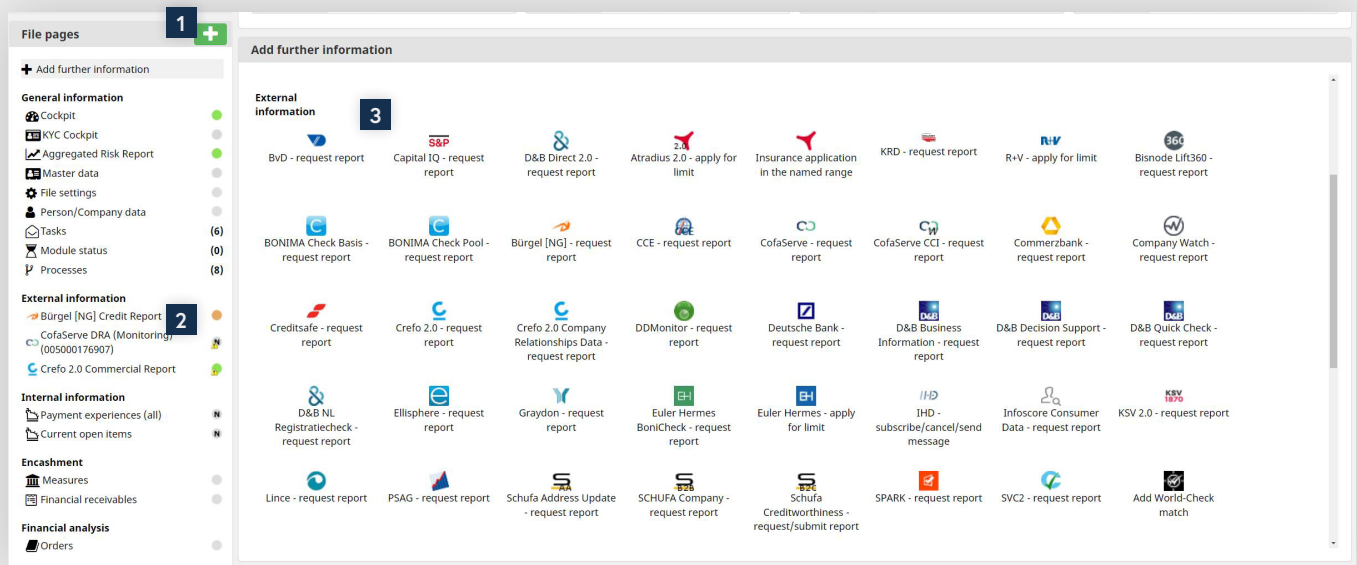 1
File pages
Add further information
General information
Cockpit
KYC Cockpit
Aggregated Risk Report
Master data
File settings
Person/Company data
Tasks (6)
Module status (0)
Processes (8)
External information
Bürgel [NG] Credit Report
2
CofaServe DRA (Monitoring)
(005000176907) N
Crefo 2.0 Commercial Report
Internal information
Payment experiences (all) N
Current open items N
Encashment
Measures
Financial receivables
Financial analysis
Orders
Add further information
External
information
3
BvD - request report
S&P
Capital IQ - request
report
D&B Direct 2.0 -
request report
2.0
Atradius 2.0 - apply for
limit
Insurance application
in the named range
KRD - request report
R+V
R+V - apply for limit
360
Bisnode Lift360 -
request report
C
BONIMA Check Basis -
request report
C
BONIMA Check Pool -
request report
Bürgel [NG] - request
report
CCE
CCE - request report
CofaServe - request
report
CofaServe CCI - request
report
Commerzbank -
request report
Company Watch -
request report
Creditsafe - request
report
Crefo 2.0 - request
report
Crefo 2.0 Company
Relationships Data -
request report
DDMonitor - request
report
Deutsche Bank -
request report
D&B
D&B Business
Information - request
report
D&B
D&B Decision Support -
request report
D&B
D&B Quick Check -
request report
D&B NL
Registratiecheck -
request report
Ellisphere - request
report
Graydon - request
report
EH
Euler Hermes
BoniCheck - request
report
EH
Euler Hermes - apply
for limit
IHD
IHD -
subscribe/cancel/send
message
Infoscore Consumer
Data - request report
KSV
1870
KSV 2.0 - request report
Lince - request report
PSAG - request report
AA
Schufa Address Update
- request report
B2B
SCHUFA Company -
request report
B2C
Schufa
Creditworthiness -
request/submit report
SPARK - request report
SVC2 - request report
Add World-Check
match